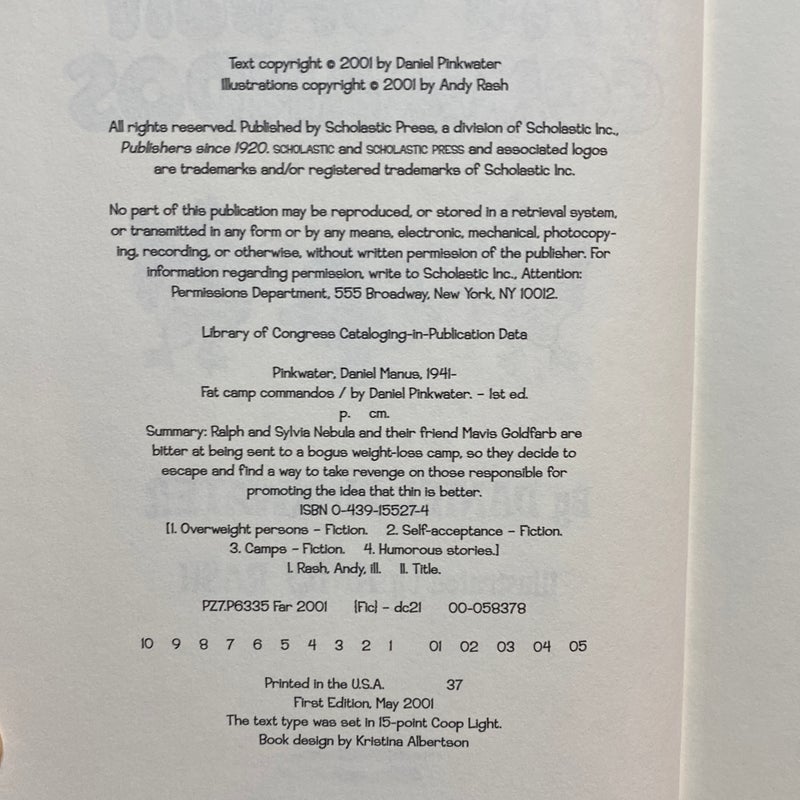 Text copyright © 2001 by Daniel Pinkwater
Illustrations copyright © 2001 by Andy Rash
All rights reserved. Published by Scholastic Press, a division of Scholastic Inc.,
Publishers since 1920. SCHOLASTIC and SCHOLASTIC PRESS and associated logos
are trademarks and/or registered trademarks of Scholastic Inc.
No part of this publication may be reproduced, or stored in a retrieval system,
or transmitted in any form or by any means, electronic, mechanical, photocopy-
ing, recording, or otherwise, without written permission of the publisher. For
information regarding permission, write to Scholastic Inc., Attention:
Permissions Department, 555 Broadway, New York, NY 10012.
Library of Congress Cataloging-in-Publication Data
Pinkwater, Daniel Manus, 1941-
Fat camp commandos / by Daniel Pinkwater. – 1st ed.
p. cm.
Summary: Ralph and Sylvia Nebula and their friend Mavis Goldfarb are
bitter at being sent to a bogus weight-loss camp, so they decide to
escape and find a way to take revenge on those responsible for
promoting the idea that thin is better.
ISBN 0-439-15527-4
[1. Overweight persons – Fiction. 2. Self-acceptance – Fiction.
3. Camps – Fiction. 4. Humorous stories.]
I. Rash, Andy, ill. II. Title.
PZ7.P6335 Far 2001 [Fic] – dc21 00-058378
10 9 8 7 6 5 4 3 2 1 01 02 03 04 05
Printed in the U.S.A. 37
First Edition, May 2001
The text type was set in 15-point Coop Light.
Book design by Kristina Albertson